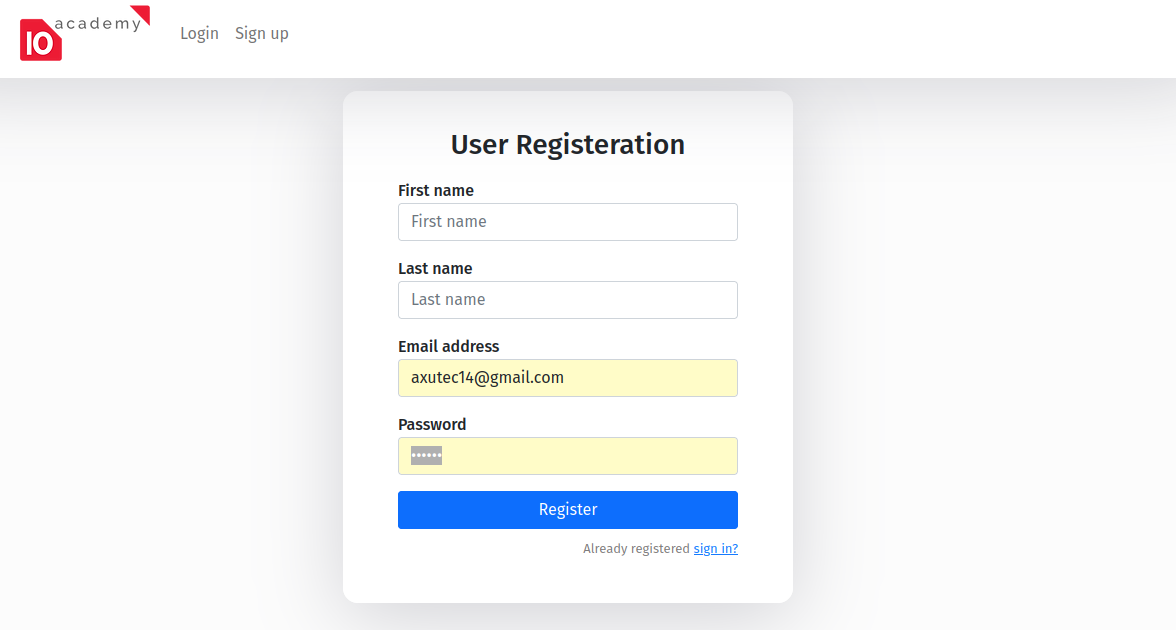 academy
IO
Login Sign up
User Registeration
First name
First name
Last name
Last name
Email address
axutec14@gmail.com
Password
••••••
Register
Already registered sign in?